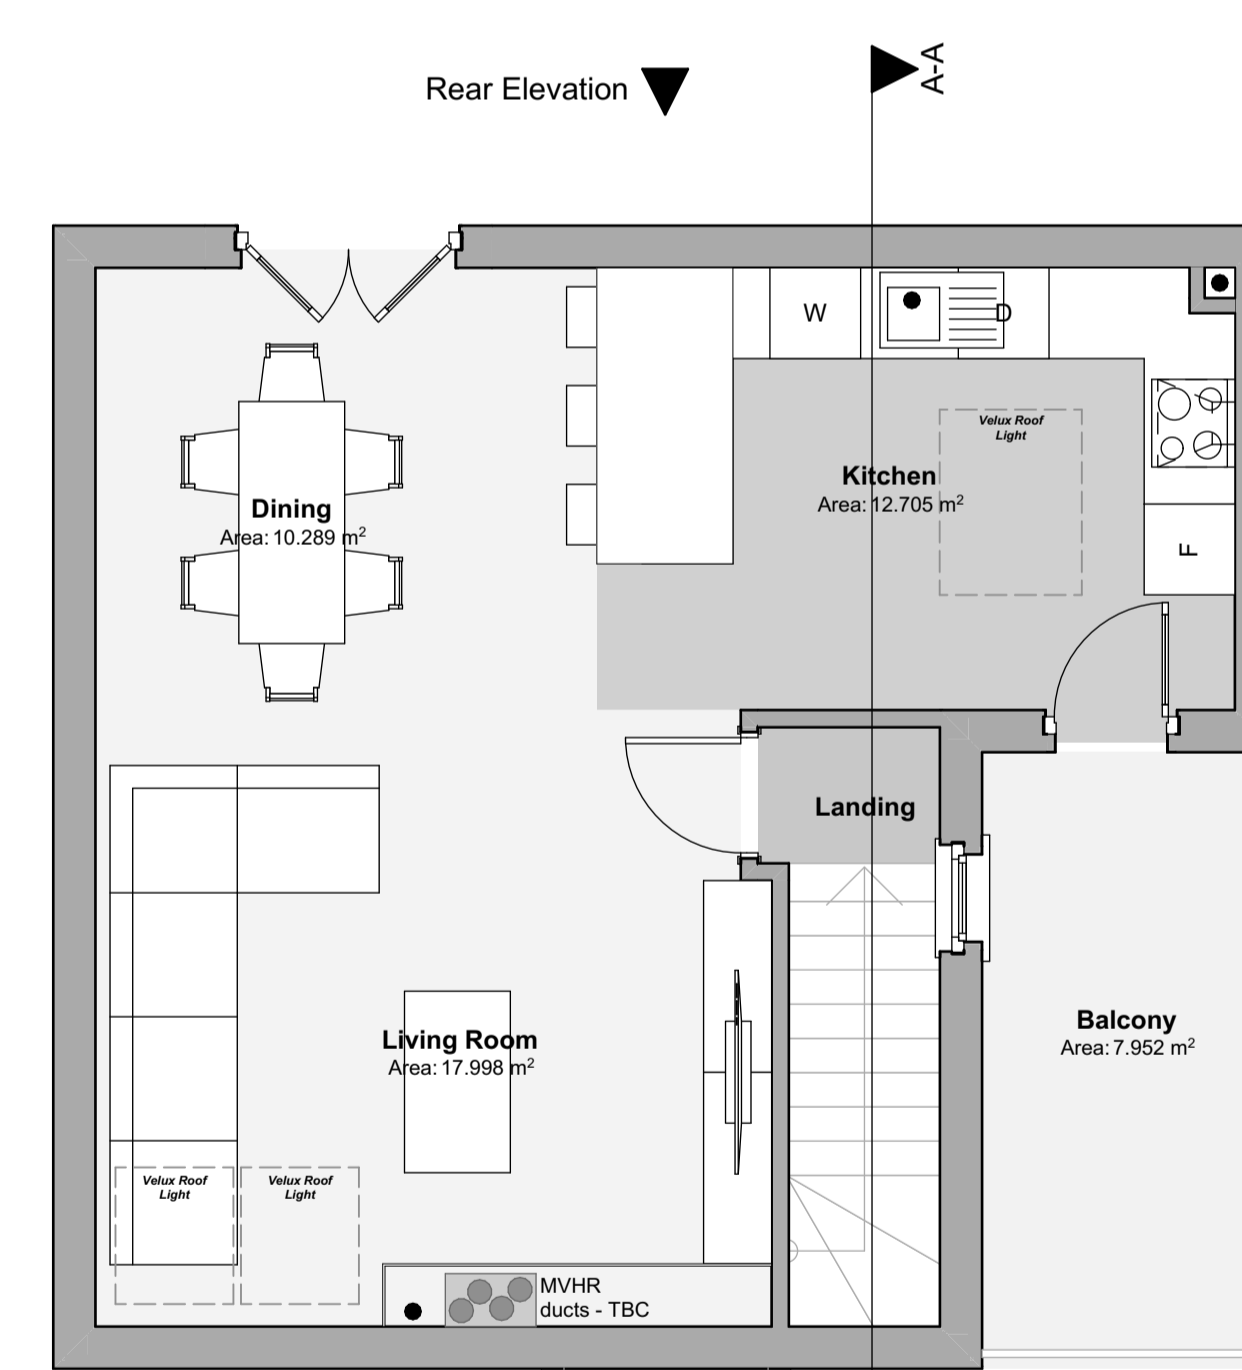 Rear Elevation
A-A
W
D
Velux Roof
Light
Kitchen
Area: 12.705 m²
Dining
Area: 10.289 m²
F
Landing
Living Room
Area: 17.998 m²
Balcony
Area: 7.952 m²
Velux Roof
Light
Velux Roof
Light
MVHR
ducts - TBC